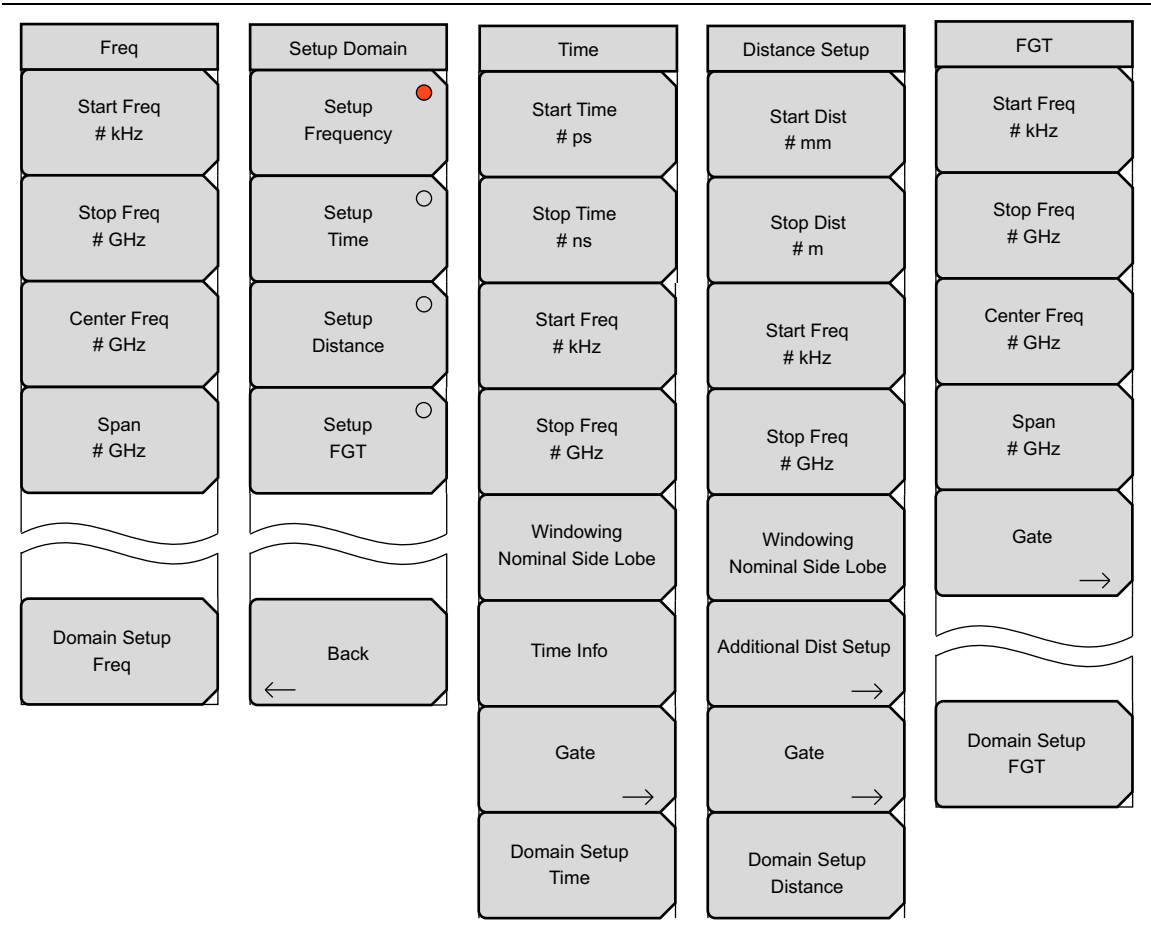 Freq
Start Freq
# kHz
Stop Freq
# GHz
Center Freq
# GHz
Span
# GHz
Domain Setup
Freq
Setup Domain
Setup
Frequency
Setup
Time
Setup
Distance
Setup
FGT
Back
Time
Start Time
# ps
Stop Time
# ns
Start Freq
# kHz
Stop Freq
# GHz
Windowing
Nominal Side Lobe
Time Info
Gate
Domain Setup
Time
Distance Setup
Start Dist
# mm
Stop Dist
# m
Start Freq
# kHz
Stop Freq
# GHz
Windowing
Nominal Side Lobe
Additional Dist Setup
Gate
Domain Setup
Distance
FGT
Start Freq
# kHz
Stop Freq
# GHz
Center Freq
# GHz
Span
# GHz
Gate
Domain Setup
FGT